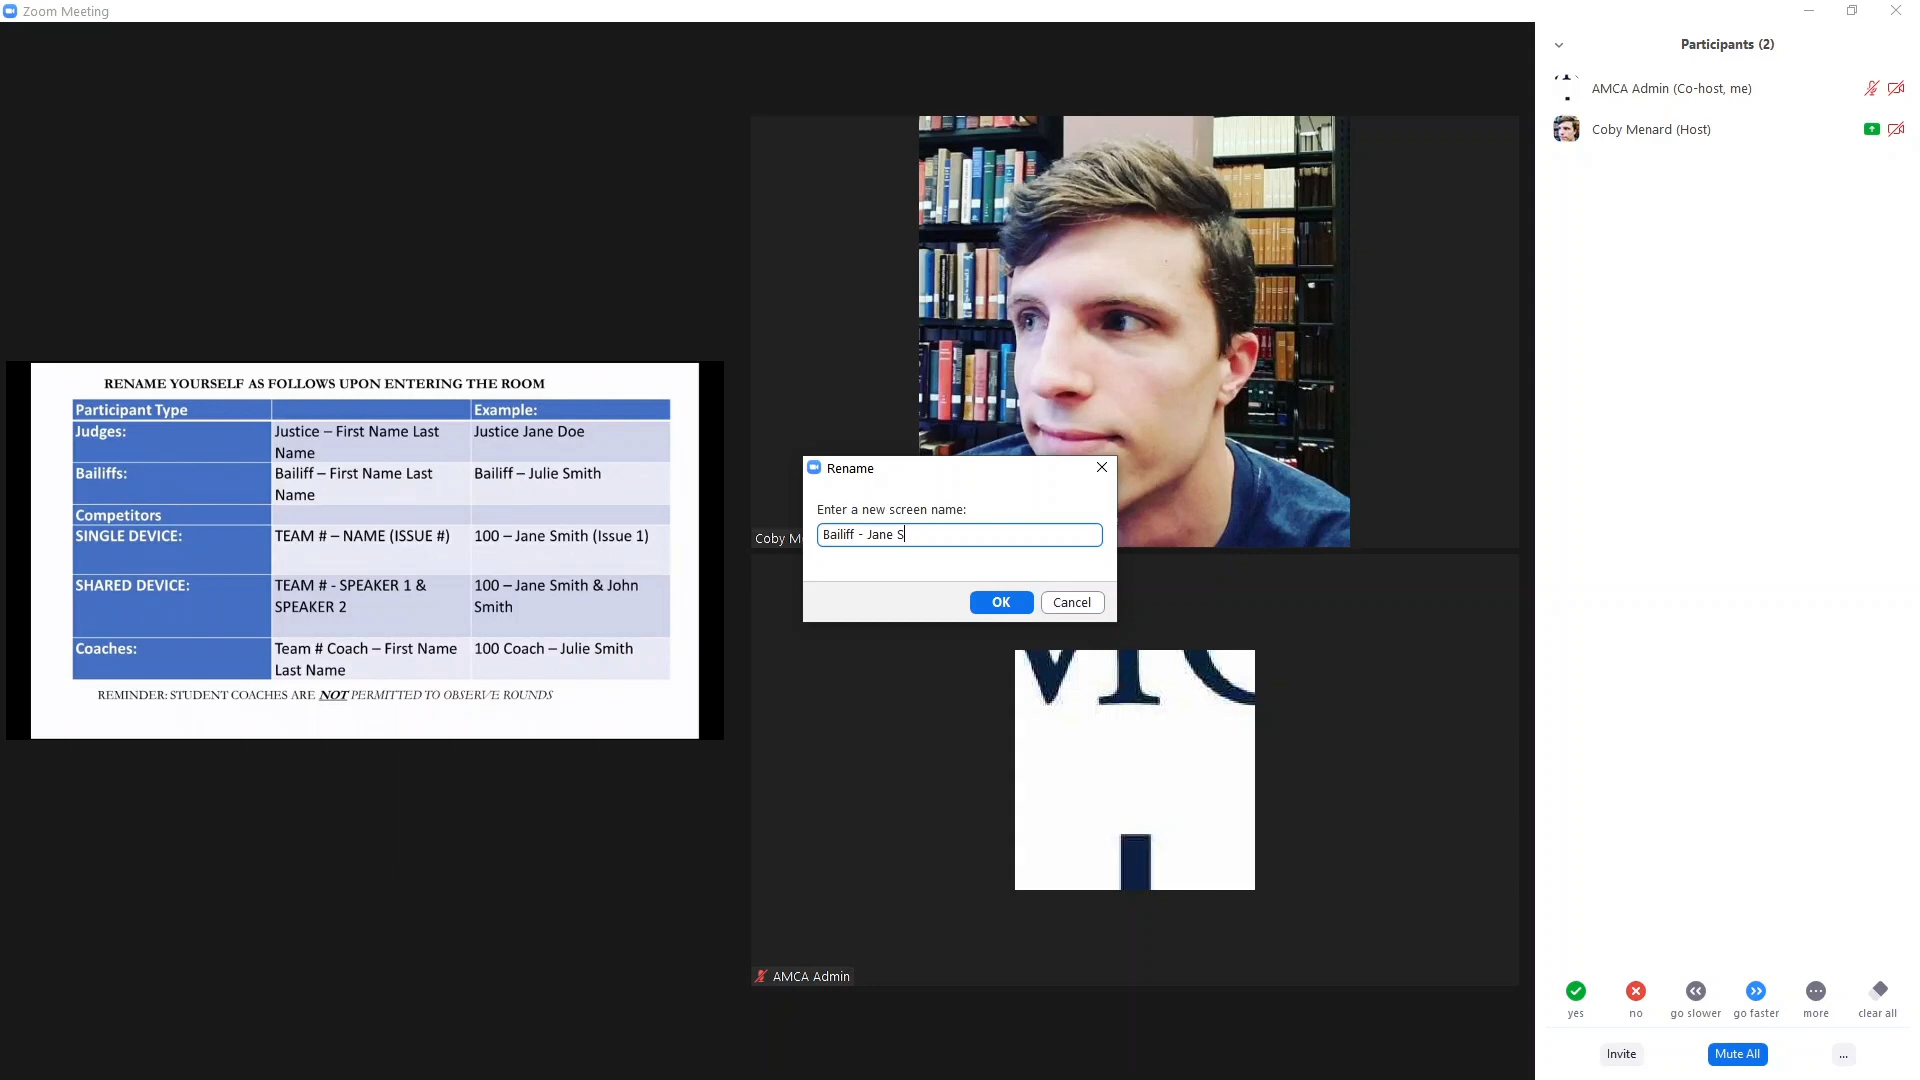 Zoom Meeting
RENAME YOURSELF AS FOLLOWS UPON ENTERING THE ROOM
Participant Type
Example:
Judges:
Justice – First Name Last
Name
Justice Jane Doe
Bailiffs:
Bailiff – First Name Last
Name
Bailiff – Julie Smith
Competitors
SINGLE DEVICE:
TEAM # – NAME (ISSUE #)
100 – Jane Smith (Issue 1)
SHARED DEVICE:
TEAM # - SPEAKER 1 &
SPEAKER 2
100 – Jane Smith & John
Smith
Coaches:
Team # Coach – First Name
Last Name
100 Coach – Julie Smith
REMINDER: STUDENT COACHES ARE NOT PERMITTED TO OBSERVE ROUNDS
Coby M
Rename
Enter a new screen name:
Bailiff - Jane S
OK
Cancel
AMCA Admin
Participants (2)
AMCA Admin (Co-host, me)
Coby Menard (Host)
yes
no
go slower
go faster
more
clear all
Invite
Mute All
...